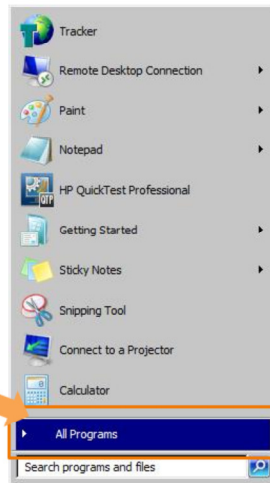 Tracker
Remote Desktop Connection
Paint
Notepad
QTP
HP QuickTest Professional
Getting Started
Sticky Notes
Snipping Tool
Connect to a Projector
Calculator
All Programs
Search programs and files